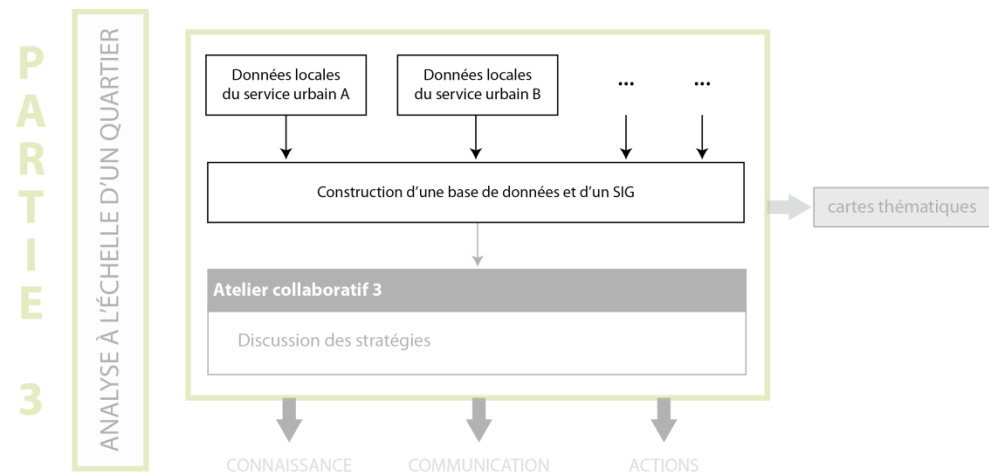 PARTIE 3
ANALYSE À L'ÉCHELLE D'UN QUARTIER
Données locales
du service urbain A
Données locales
du service urbain B
...
...
Construction d'une base de données et d'un SIG
cartes thématiques
Atelier collaboratif 3
Discussion des stratégies
CONNAISSANCE
COMMUNICATION
ACTIONS